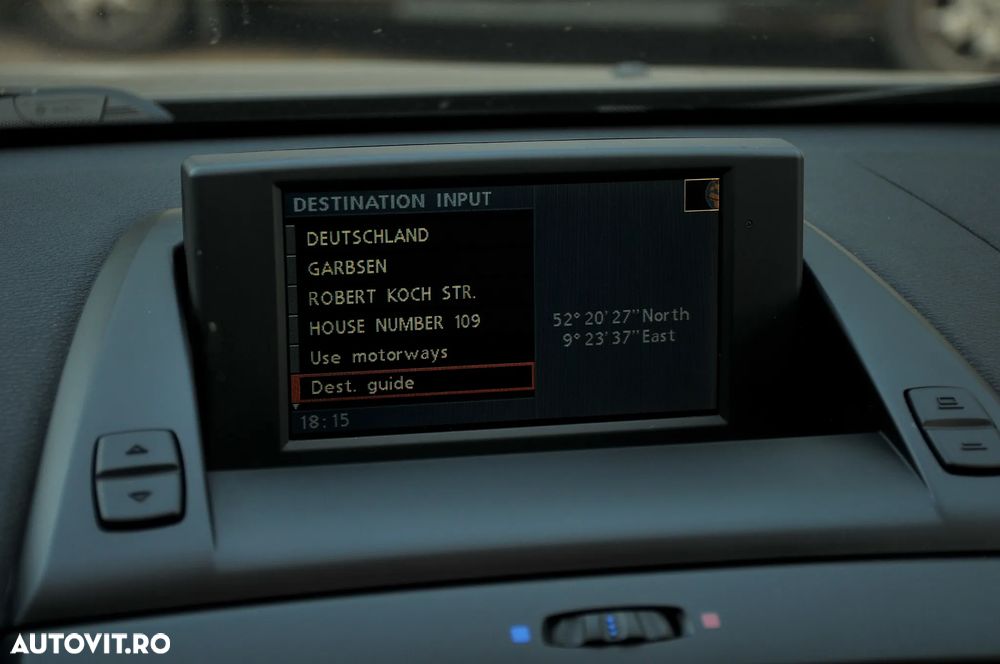 DESTINATION INPUT
DEUTSCHLAND
GARBSEN
ROBERT KOCH STR.
HOUSE NUMBER 109
Use motorways
Dest. guide
18:15
52° 20' 27" North
9° 23' 37" East
AUTOVIT.RO